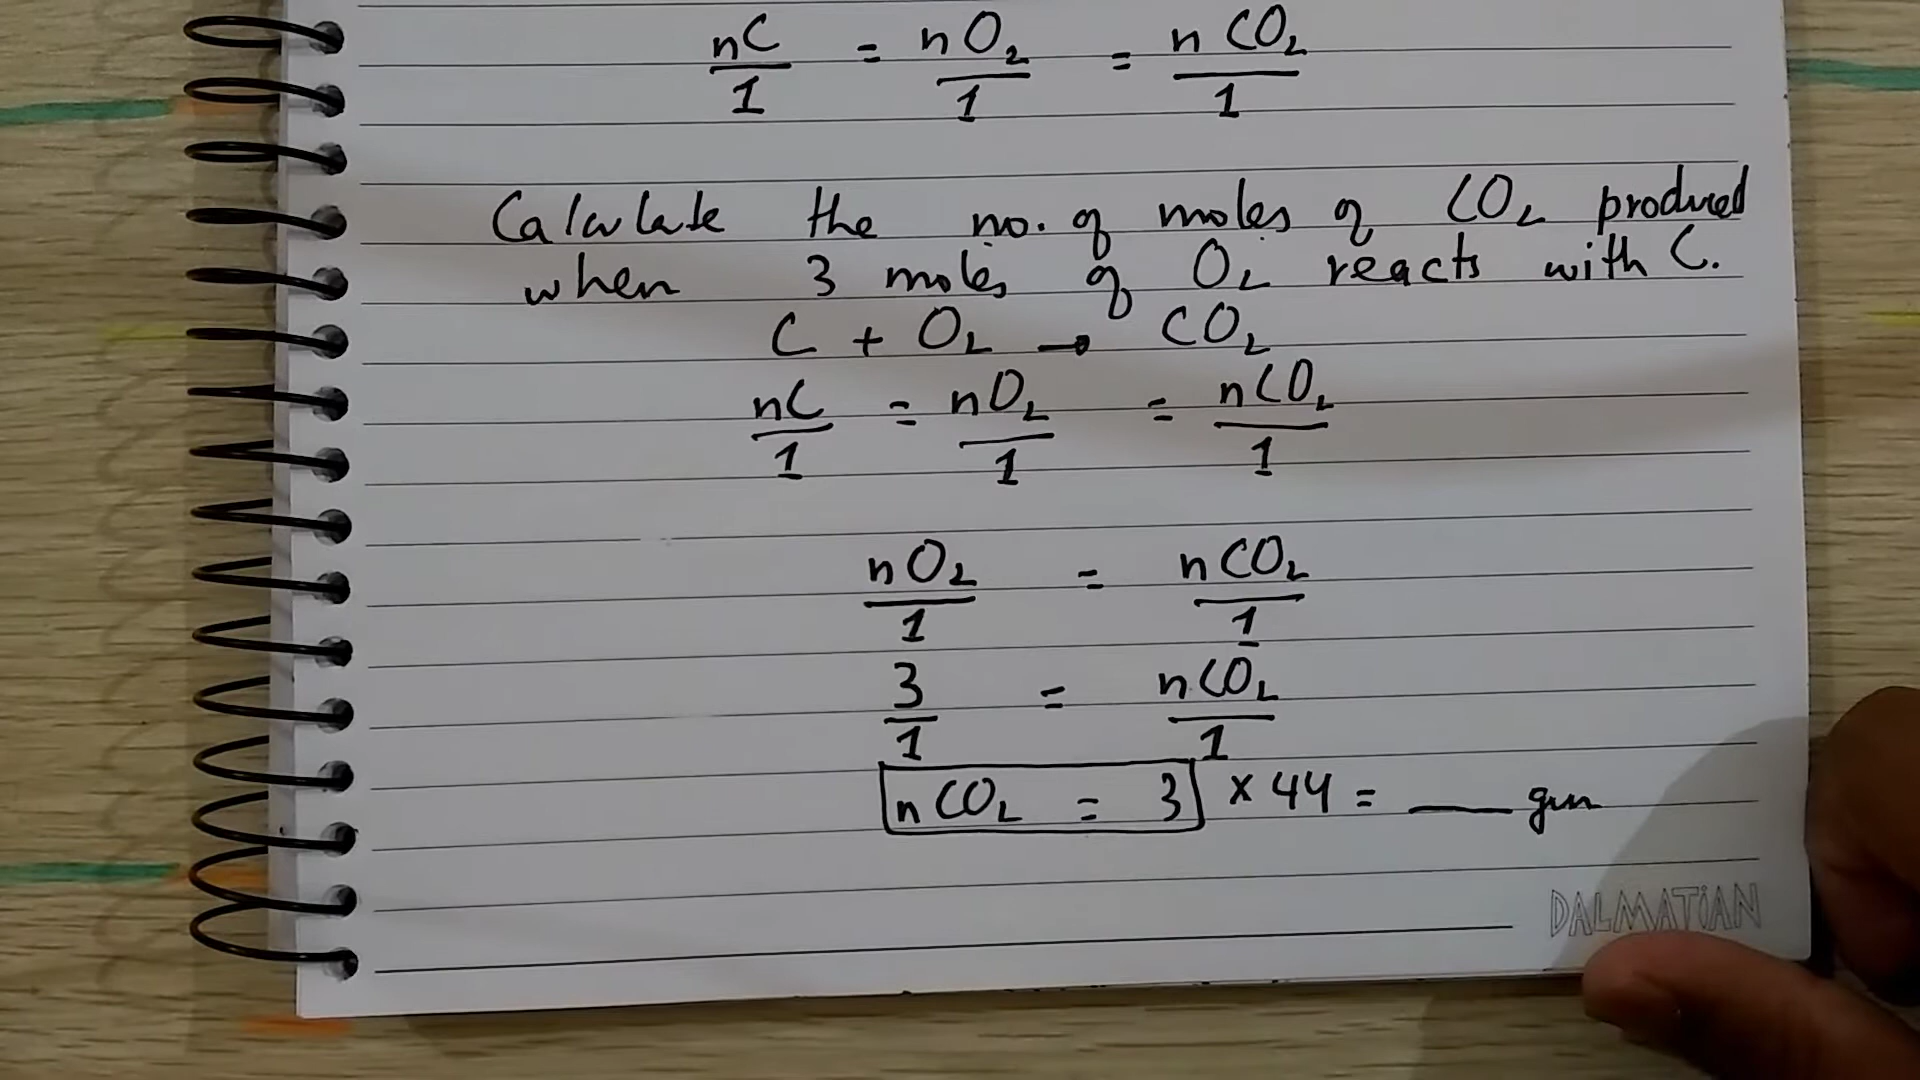 nC/1 = nO₂/1 = nCO₂/1
Calculate the no. of moles of CO₂ produced
when 3 moles of O₂ reacts with C.
C + O₂ → CO₂
nC/1 = nO₂/1 = nCO₂/1
nO₂/1 = nCO₂/1
3/1 = nCO₂/1
nCO₂ = 3 × 44 = ___ gm
DALMATIAN